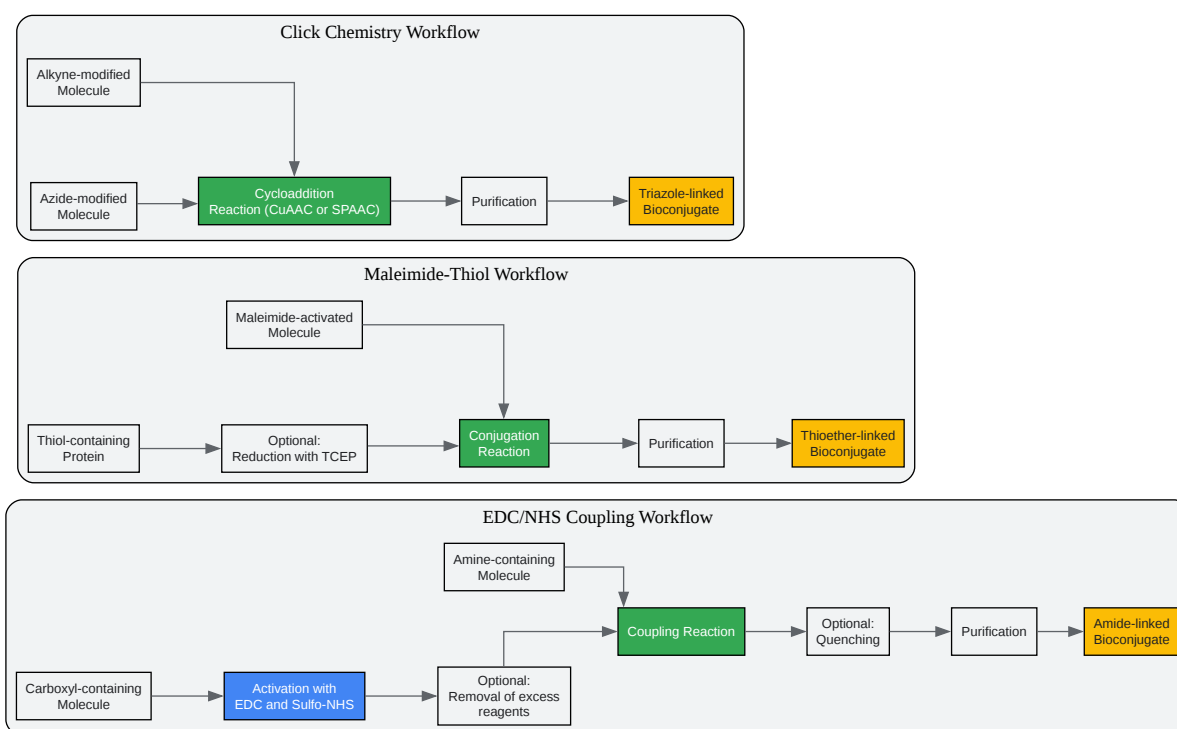 Click Chemistry Workflow
Alkyne-modified
Molecule
Azide-modified
Molecule
Cycloaddition
Reaction (CuAAC or SPAAC)
Purification
Triazole-linked
Bioconjugate
Maleimide-Thiol Workflow
Maleimide-activated
Molecule
Thiol-containing
Protein
Optional:
Reduction with TCEP
Conjugation
Reaction
Purification
Thioether-linked
Bioconjugate
EDC/NHS Coupling Workflow
Amine-containing
Molecule
Coupling Reaction
Optional:
Quenching
Purification
Amide-linked
Bioconjugate
Carboxyl-containing
Molecule
Activation with
EDC and Sulfo-NHS
Optional:
Removal of excess
reagents